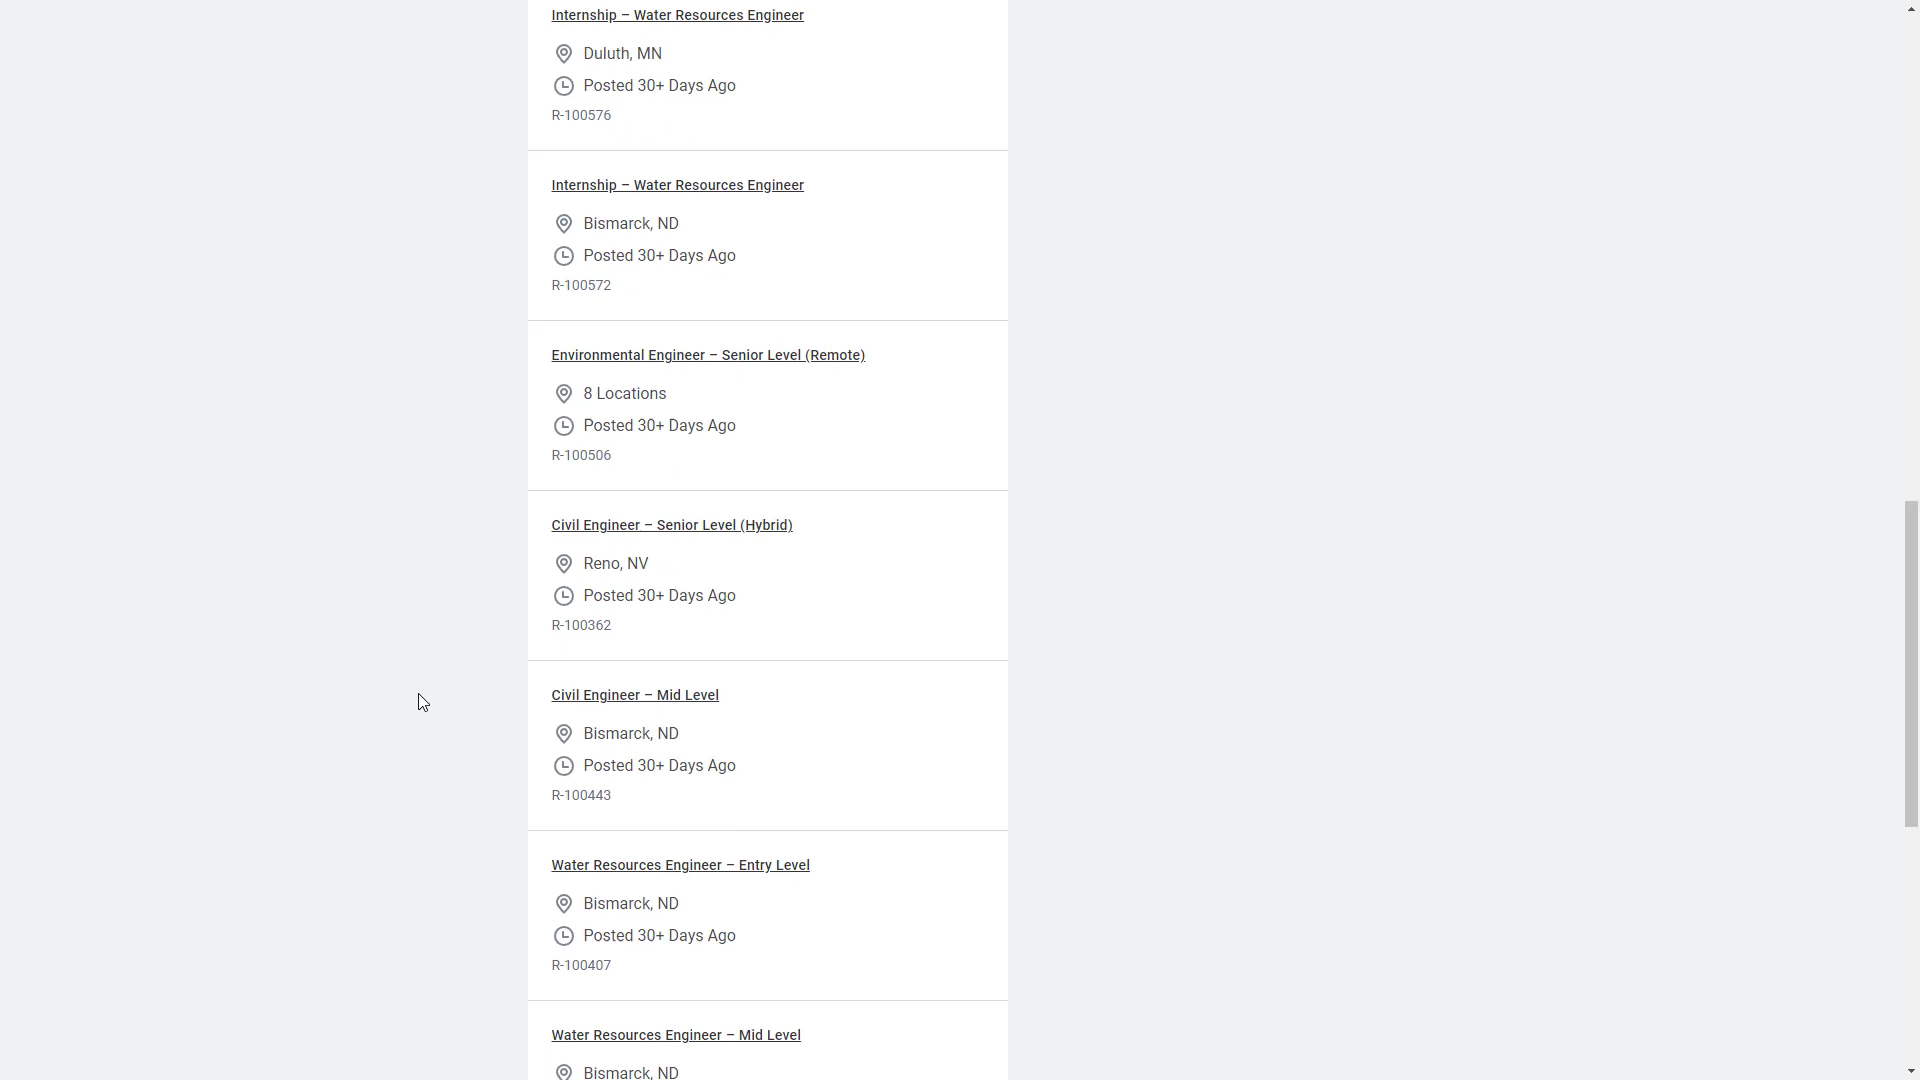 Internship – Water Resources Engineer
Duluth, MN
Posted 30+ Days Ago
R-100576
Internship – Water Resources Engineer
Bismarck, ND
Posted 30+ Days Ago
R-100572
Environmental Engineer – Senior Level (Remote)
8 Locations
Posted 30+ Days Ago
R-100506
Civil Engineer – Senior Level (Hybrid)
Reno, NV
Posted 30+ Days Ago
R-100362
Civil Engineer – Mid Level
Bismarck, ND
Posted 30+ Days Ago
R-100443
Water Resources Engineer – Entry Level
Bismarck, ND
Posted 30+ Days Ago
R-100407
Water Resources Engineer – Mid Level
Bismarck, ND